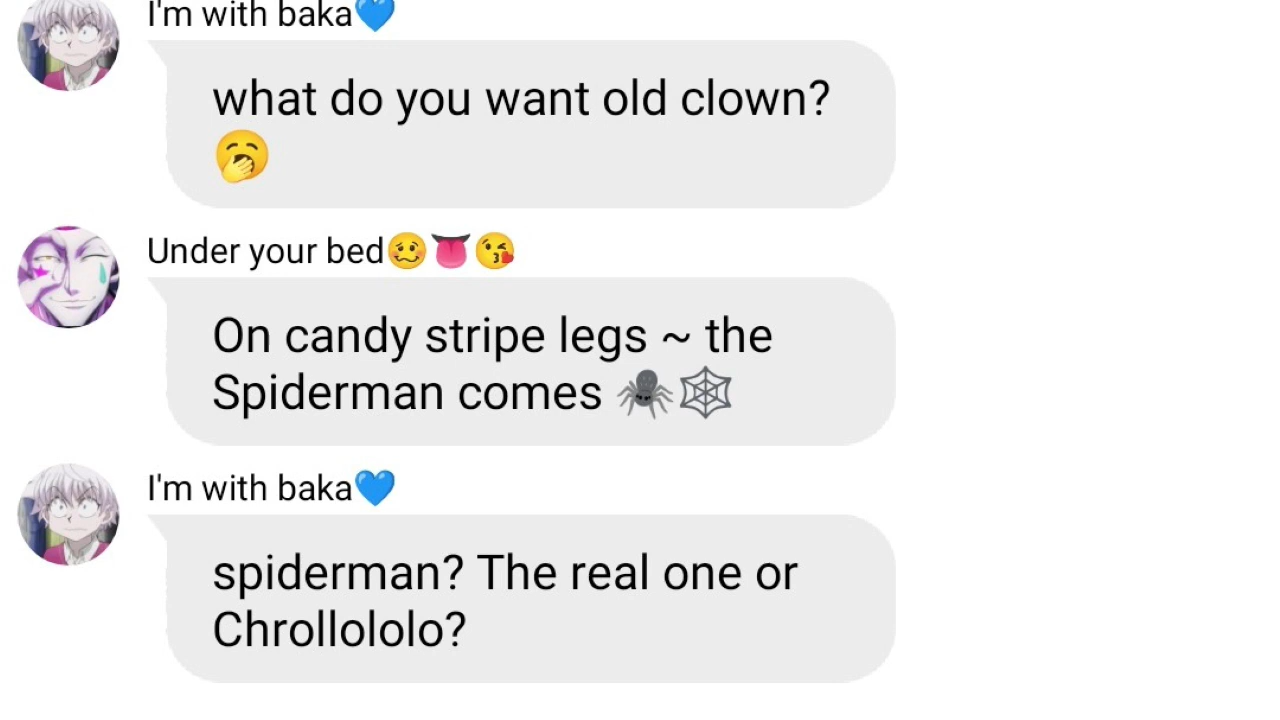 I'm with baka💙
what do you want old clown?
🥱
Under your bed🥴👅😘
On candy stripe legs ~ the
Spiderman comes 🕷🕸
I'm with baka💙
spiderman? The real one or
Chrollololo?